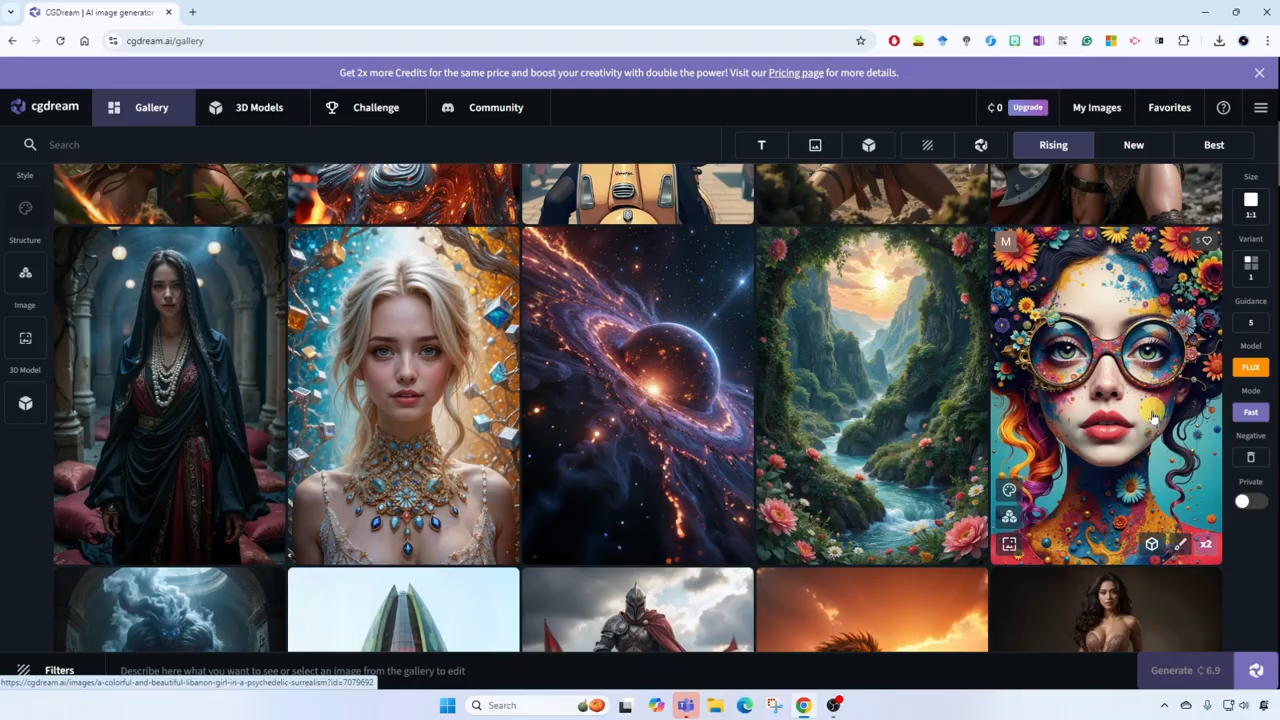 CGDream | AI image generator
cgdream.ai/gallery
Get 2x more Credits for the same price and boost your creativity with double the power! Visit our Pricing page for more details.
cgdream
Gallery
3D Models
Challenge
Community
0
Upgrade
My Images
Favorites
Search
T
Rising
New
Best
Style
Structure
Image
3D Model
M
5
x2
Size
1:1
Variant
1
Guidance
5
Model
FLUX
Mode
Fast
Negative
Private
Filters
Describe here what you want to see or select an image from the gallery to edit
Generate ₵ 6.9
https://cgdream.ai/images/a-colorful-and-beautiful-libanon-girl-in-a-psychedelic-surrealism?id=7079692
Search